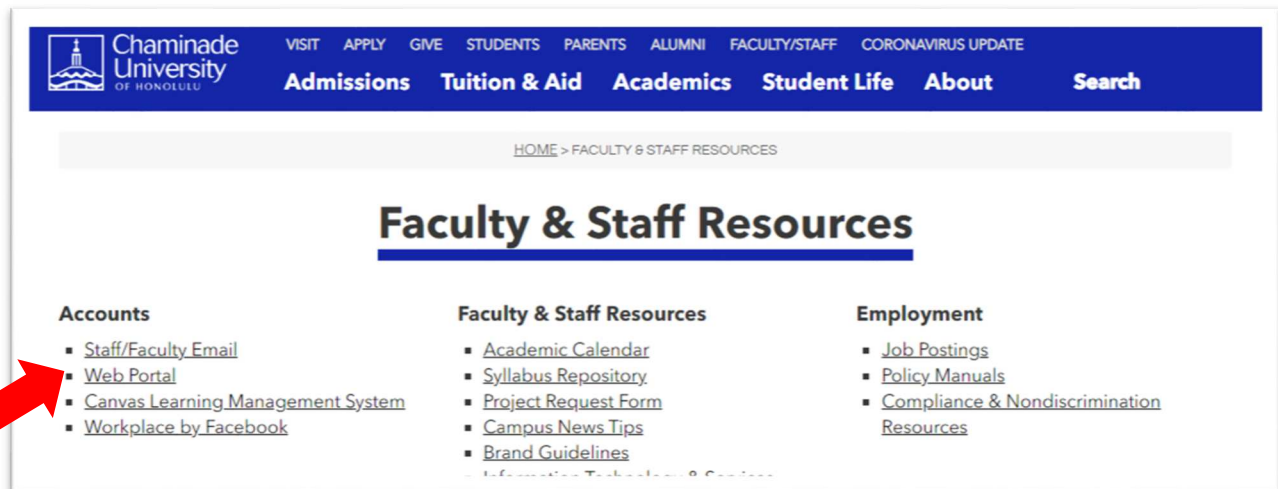 Chaminade
University
OF HONOLULU
VISIT APPLY GIVE STUDENTS PARENTS ALUMNI FACULTY/STAFF CORONAVIRUS UPDATE
Admissions Tuition & Aid Academics Student Life About Search
HOME > FACULTY & STAFF RESOURCES
Faculty & Staff Resources
Accounts
Staff/Faculty Email
Web Portal
Canvas Learning Management System
Workplace by Facebook
Faculty & Staff Resources
Academic Calendar
Syllabus Repository
Project Request Form
Campus News Tips
Brand Guidelines
Employment
Job Postings
Policy Manuals
Compliance & Nondiscrimination
Resources